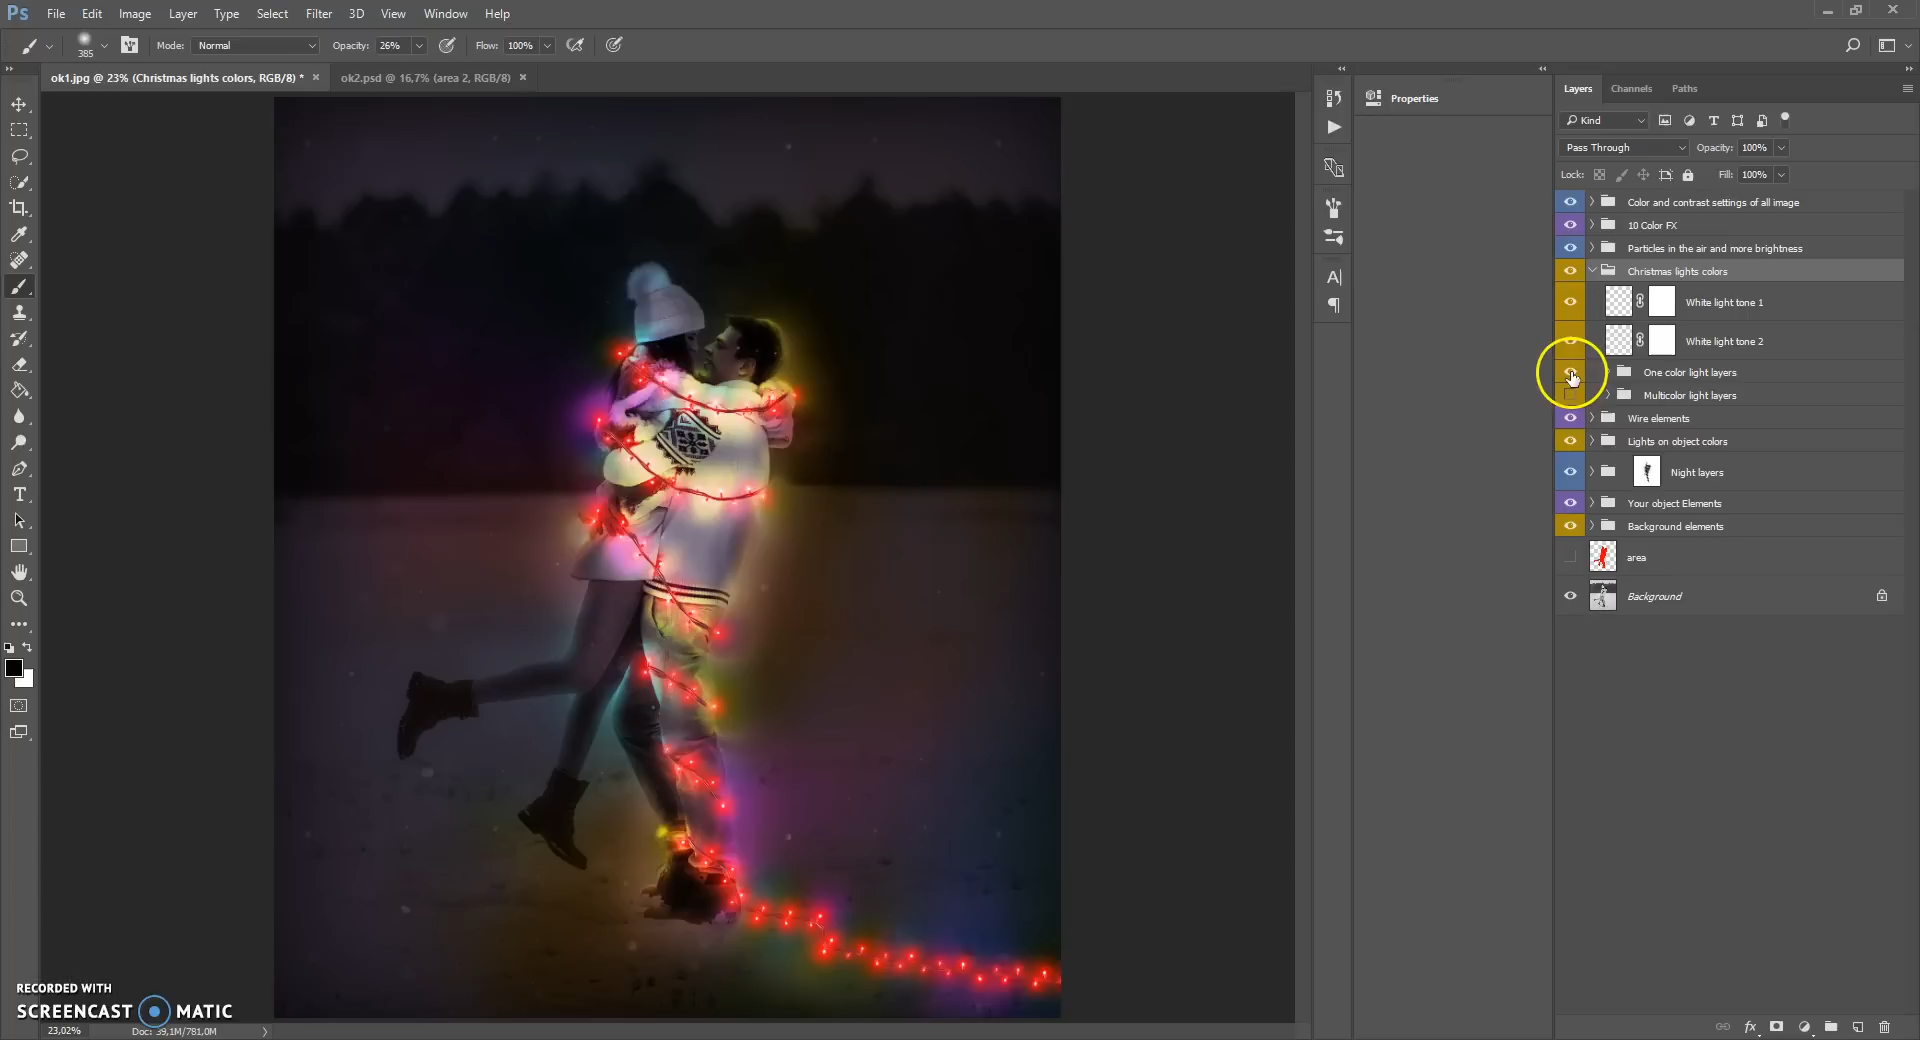 Ps File Edit Image Layer Type Select Filter 3D View Window Help
385 Mode: Normal Opacity: 26% Flow: 100%
ok1.jpg @ 23% (Christmas lights colors, RGB/8) * × ok2.psd @ 16,7% (area 2, RGB/8) ×
Properties
Layers Channels Paths
Kind
Pass Through Opacity: 100%
Lock: Fill: 100%
Color and contrast settings of all image
10 Color FX
Particles in the air and more brightness
Christmas lights colors
White light tone 1
White light tone 2
One color light layers
Multicolor light layers
Wire elements
Lights on object colors
Night layers
Your object Elements
Background elements
area
Background
RECORDED WITH
SCREENCAST MATIC
23,02% Doc: 39,1M/781,0M